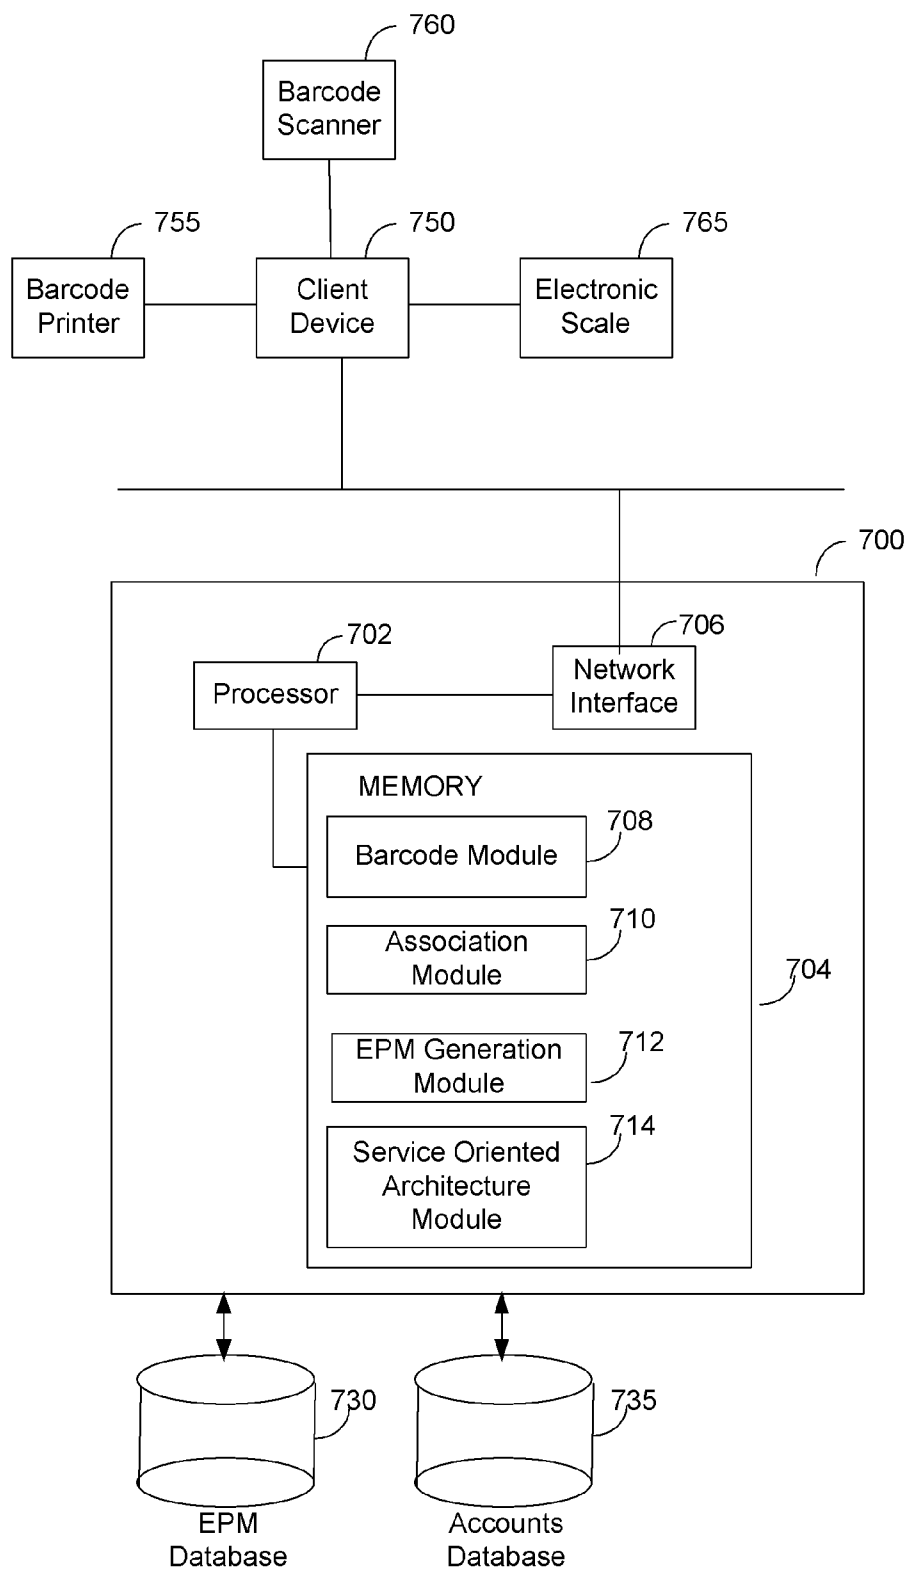 760
Barcode
Scanner
755
750
765
Barcode
Printer
Client
Device
Electronic
Scale
700
702
706
Processor
Network
Interface
MEMORY
708
Barcode Module
710
Association
Module
704
712
EPM Generation
Module
714
Service Oriented
Architecture
Module
730
735
EPM
Database
Accounts
Database